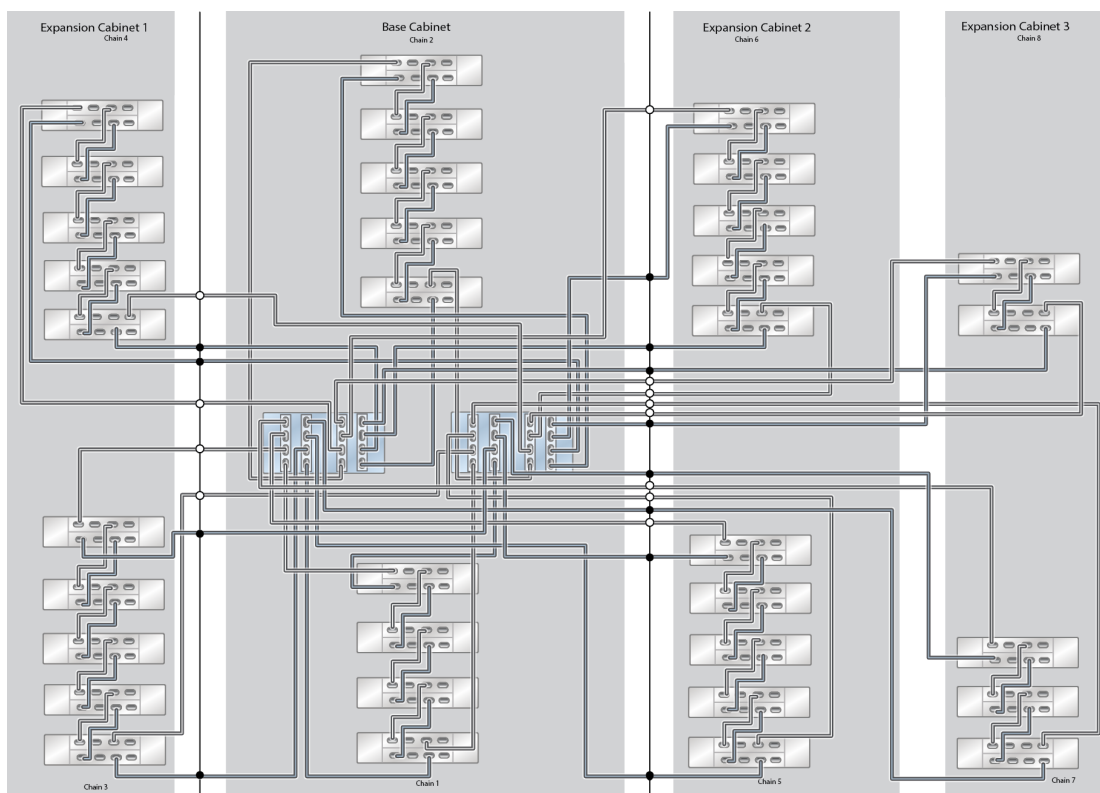 Expansion Cabinet 1
Chain 4
Base Cabinet
Chain 2
Expansion Cabinet 2
Chain 6
Expansion Cabinet 3
Chain 8
Chain 3
Chain 1
Chain 5
Chain 7